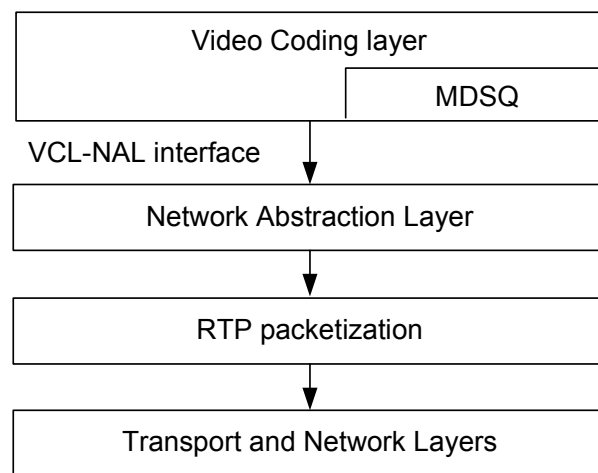 Video Coding layer
MDSQ
VCL-NAL interface
Network Abstraction Layer
RTP packetization
Transport and Network Layers